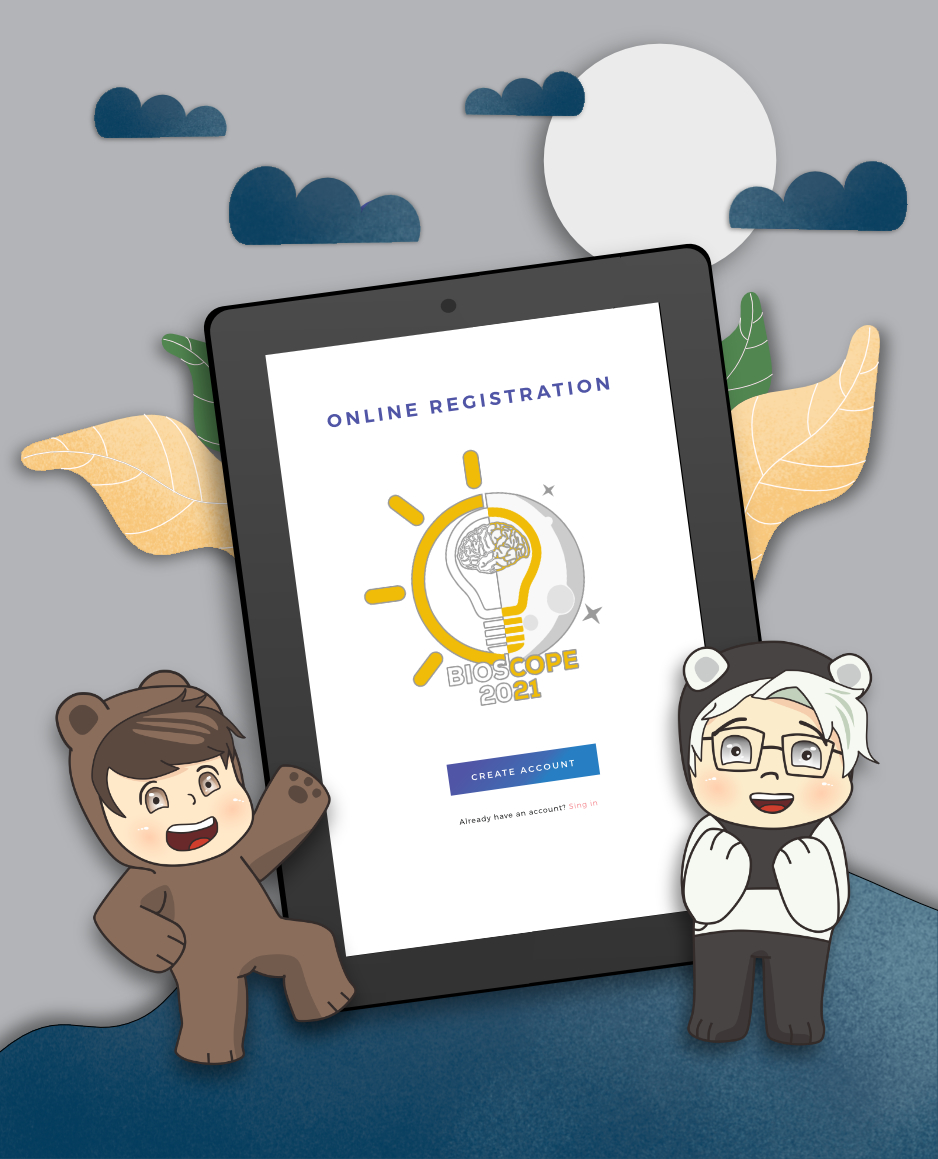 ONLINE REGISTRATION
BIOSCOPE
2021
CREATE ACCOUNT
Already have an account? Sing in